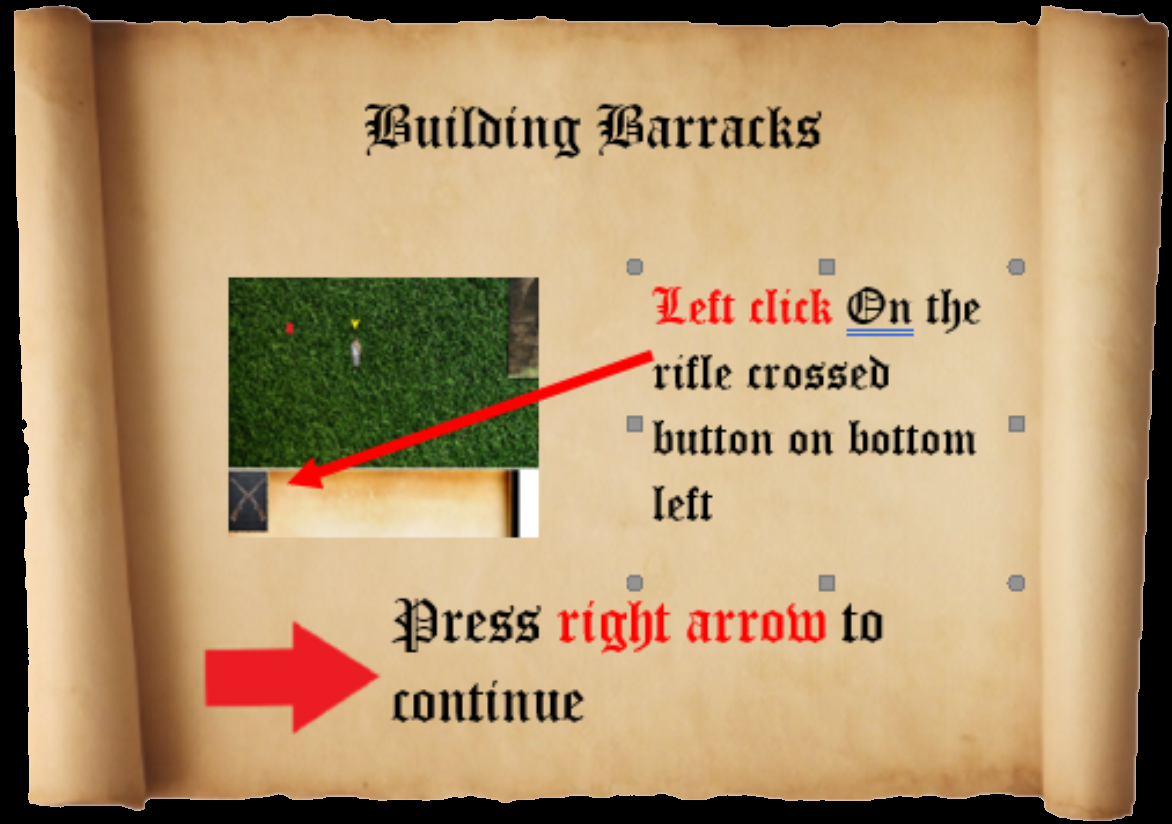 Building Barracks
Left click On the
rifle crossed
button on bottom
left
Press right arrow to
continue